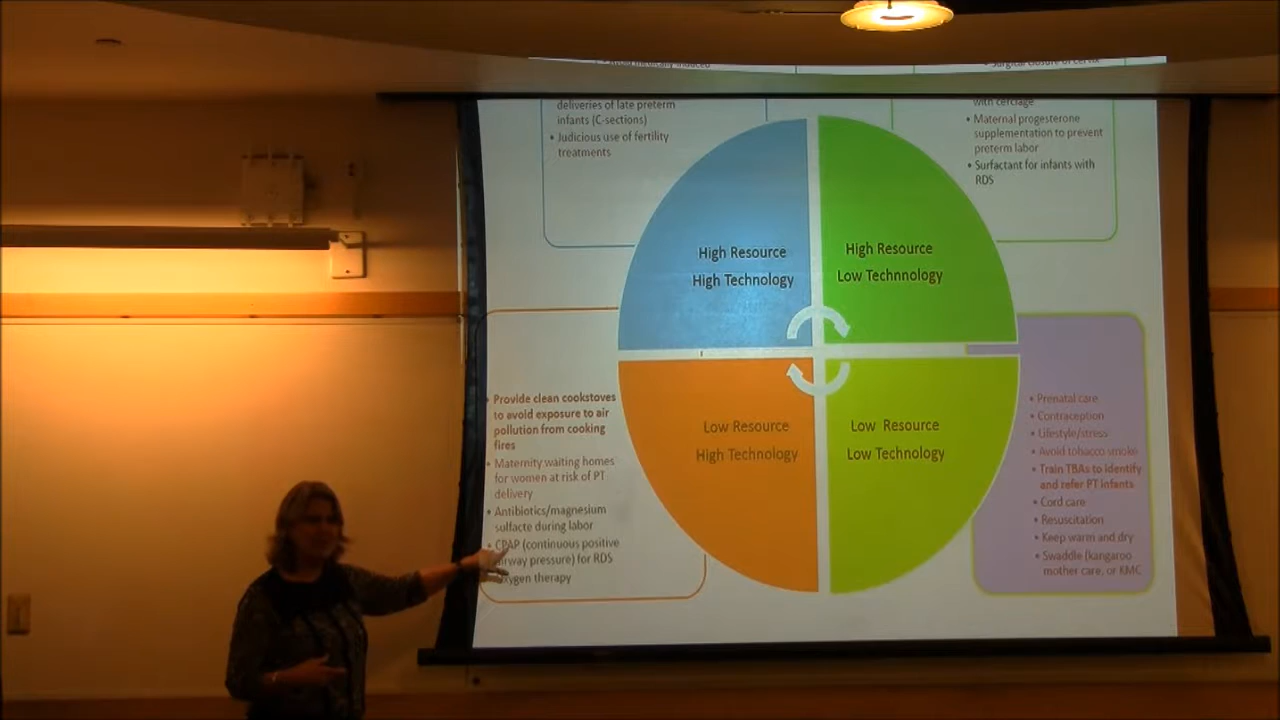 deliveries of late preterm
infants (C-sections)
• Judicious use of fertility
treatments
with cerclage
• Maternal progesterone
supplementation to prevent
preterm labor
• Surfactant for infants with
RDS
High Resource
High Technology
High Resource
Low Technnology
• Provide clean cookstoves
to avoid exposure to air
pollution from cooking
fires
• Maternity waiting homes
for women at risk of PT
delivery
• Antibiotics/magnesium
sulfacte during labor
• CPAP (continuous positive
airway pressure) for RDS
oxygen therapy
Low Resource
High Technology
Low Resource
Low Technology
• Prenatal care
• Contraception
• Lifestyle/stress
• Avoid tobacco smoke
• Train TBAs to identify
and refer PT infants
• Cord care
• Resuscitation
• Keep warm and dry
• Swaddle (kangaroo
mother care, or KMC